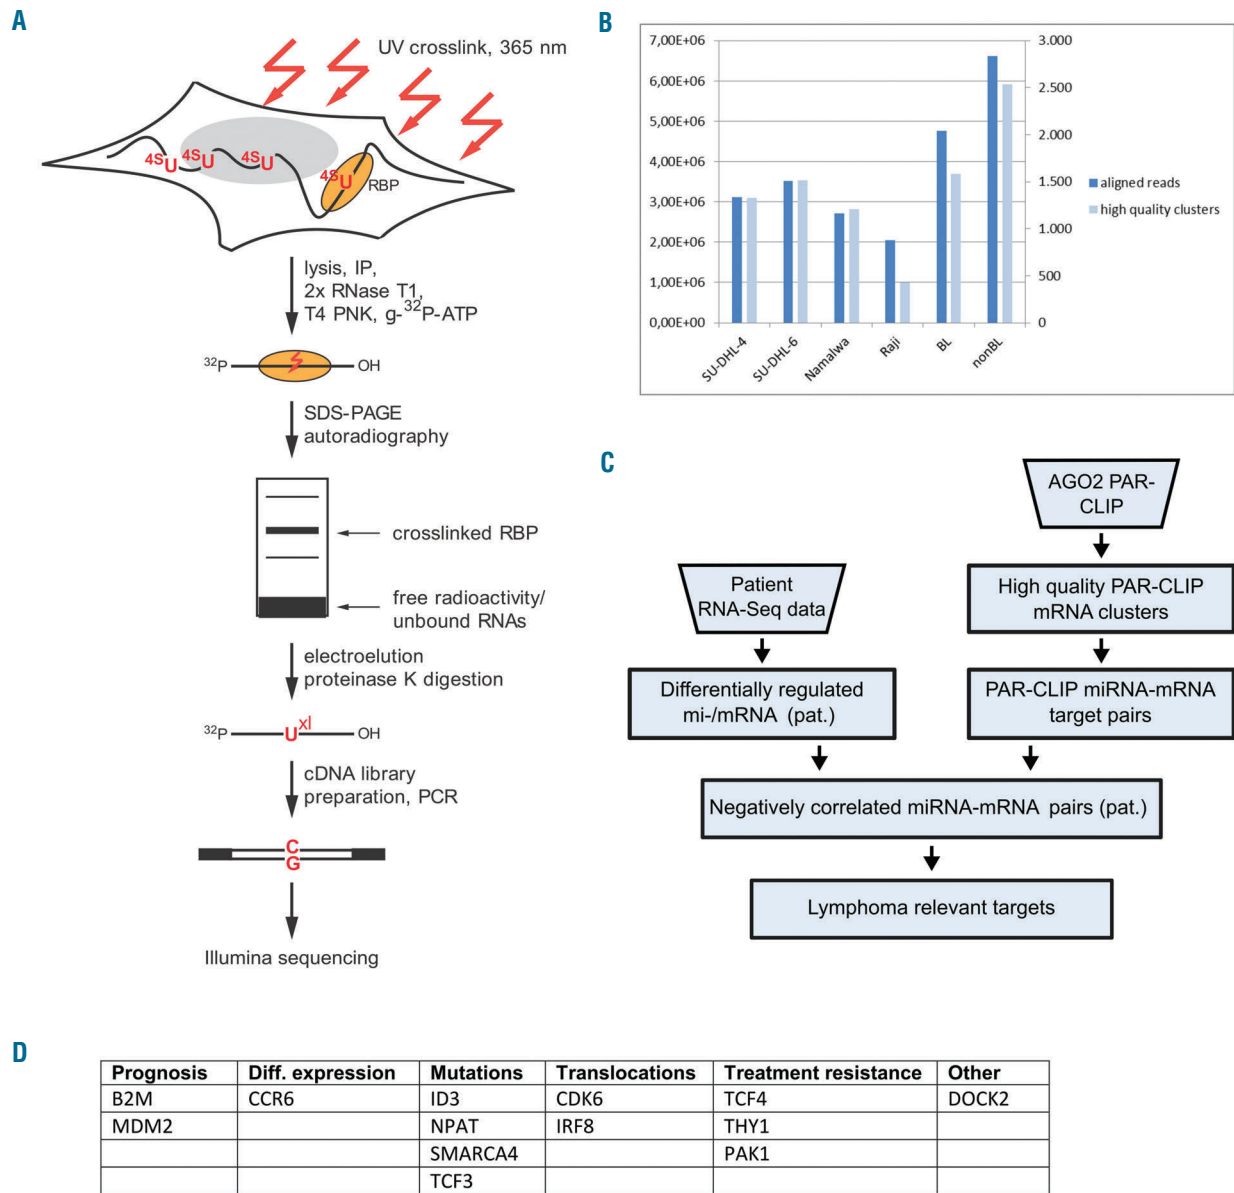 A
UV crosslink, 365 nm
4SU 4SU 4SU
4SU
RBP
lysis, IP,
2x RNase T1,
T4 PNK, g-32P-ATP
32P OH
SDS-PAGE
autoradiography
crosslinked RBP
free radioactivity/
unbound RNAs
electroelution
proteinase K digestion
32P Uxl OH
cDNA library
preparation, PCR
C
G
Illumina sequencing
B
7,00E+06 3.000
6,00E+06 2.500
5,00E+06 2.000
4,00E+06 1.500
3,00E+06 1.000
2,00E+06 500
1,00E+06 0
0,00E+00
aligned reads
high quality clusters
SU-DHL-4 SU-DHL-6 Namalwa Raji BL nonBL
C
AGO2 PAR-
CLIP
Patient
RNA-Seq data
High quality PAR-CLIP
mRNA clusters
Differentially regulated
mi-/mRNA (pat.)
PAR-CLIP miRNA-mRNA
target pairs
Negatively correlated miRNA-mRNA pairs (pat.)
Lymphoma relevant targets
D
Prognosis Diff. expression Mutations Translocations Treatment resistance Other
B2M CCR6 ID3 CDK6 TCF4 DOCK2
MDM2 NPAT IRF8 THY1
SMARCA4 PAK1
TCF3